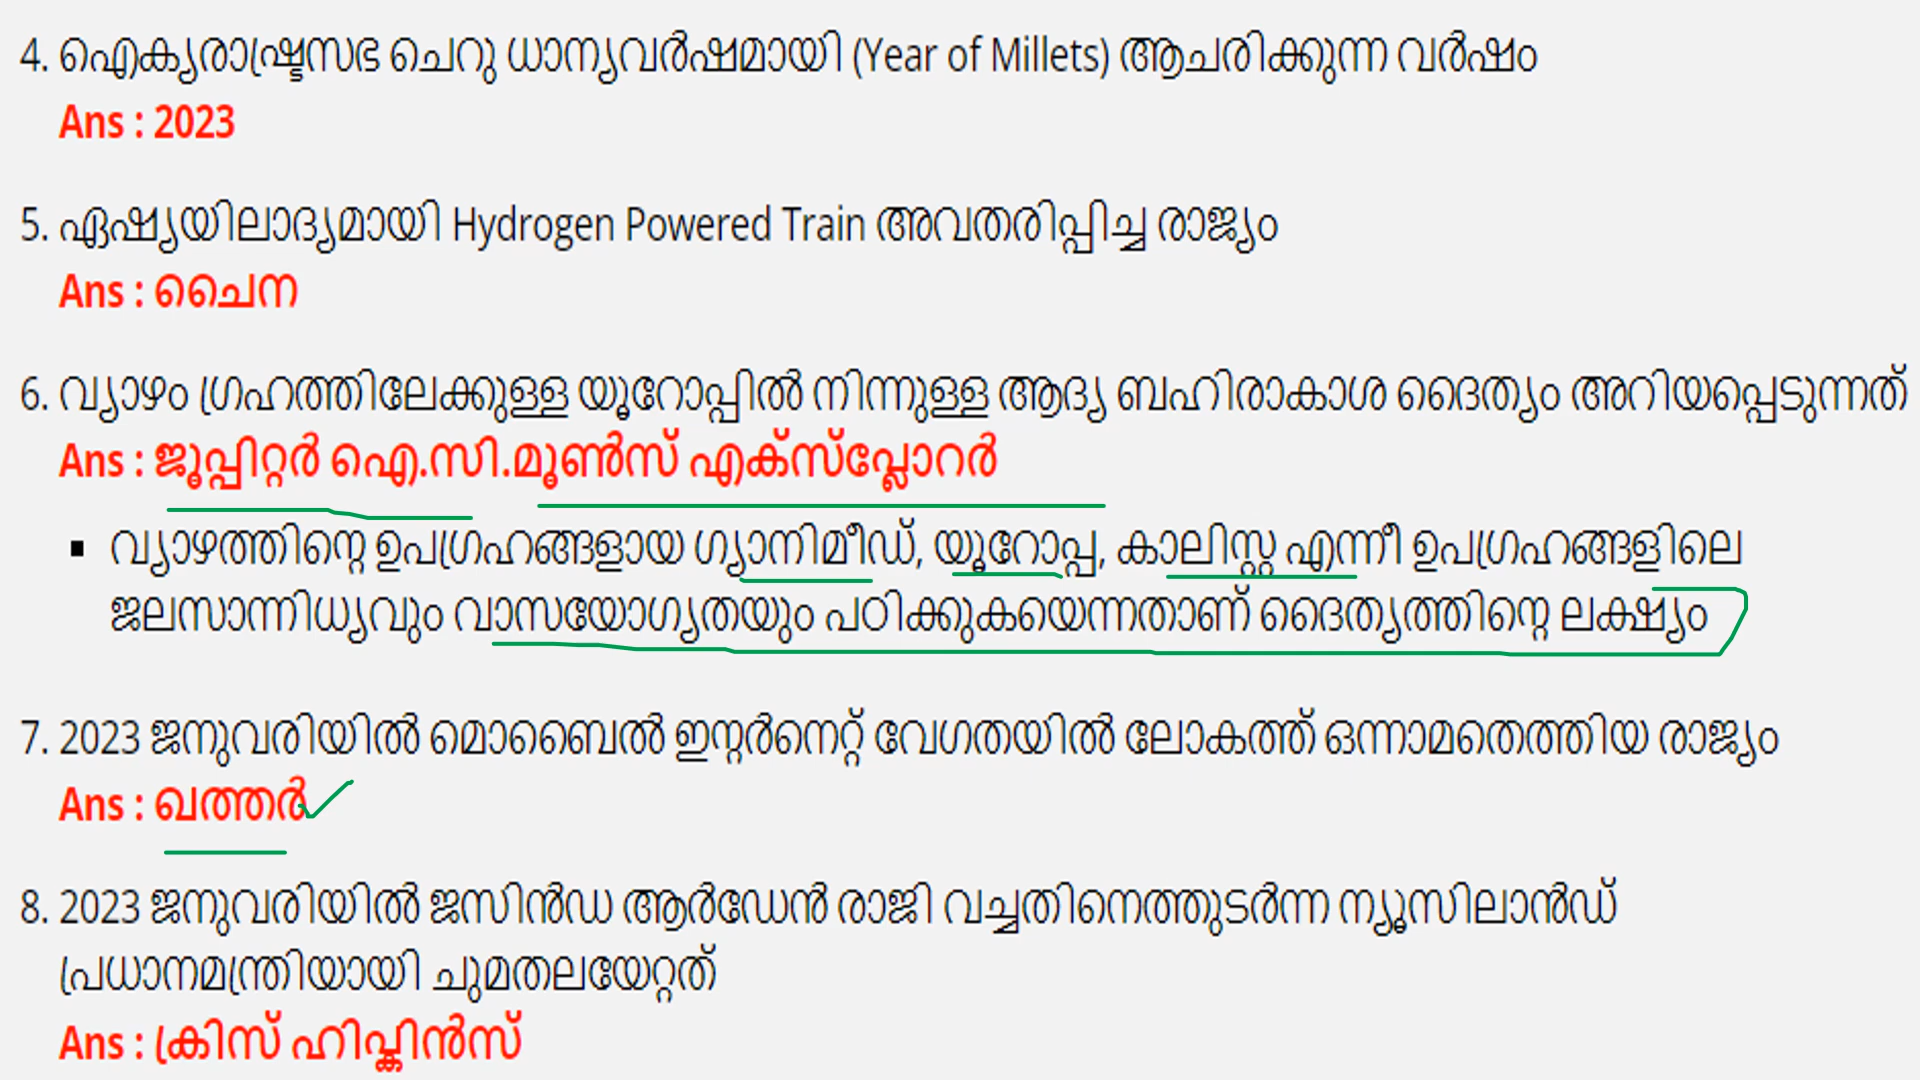 4. ഐക്യരാഷ്ട്രസഭ ചെറു ധാന്യവർഷമായി (Year of Millets) ആചരിക്കുന്ന വർഷം
Ans : 2023
5. ഏഷ്യയിലാദ്യമായി Hydrogen Powered Train അവതരിപ്പിച്ച രാജ്യം
Ans : ചൈന
6. വ്യാഴം ഗ്രഹത്തിലേക്കുള്ള യൂറോപ്പിൽ നിന്നുള്ള ആദ്യ ബഹിരാകാശ ദൈത്യം അറിയപ്പെടുന്നത്
Ans : ജൂപ്പിറ്റർ ഐ.സി.മൂൺസ് എക്സ്പ്ലോറർ
▪ വ്യാഴത്തിന്റെ ഉപഗ്രഹങ്ങളായ ഗ്യാനിമീഡ്, യൂറോപ്പ, കാലിസ്റ്റ എന്നീ ഉപഗ്രഹങ്ങളിലെ
ജലസാന്നിധ്യവും വാസയോഗ്യതയും പഠിക്കുകയെന്നതാണ് ദൈത്യത്തിന്റെ ലക്ഷ്യം
7. 2023 ജനുവരിയിൽ മൊബൈൽ ഇന്റർനെറ്റ് വേഗതയിൽ ലോകത്ത് ഒന്നാമതെത്തിയ രാജ്യം
Ans : ഖത്തർ
8. 2023 ജനുവരിയിൽ ജസിൻഡ ആർഡേൻ രാജി വച്ചതിനെത്തുടർന്ന ന്യൂസിലാൻഡ്
പ്രധാനമന്ത്രിയായി ചുമതലയേറ്റത്
Ans : ക്രിസ് ഹിപ്കിൻസ്